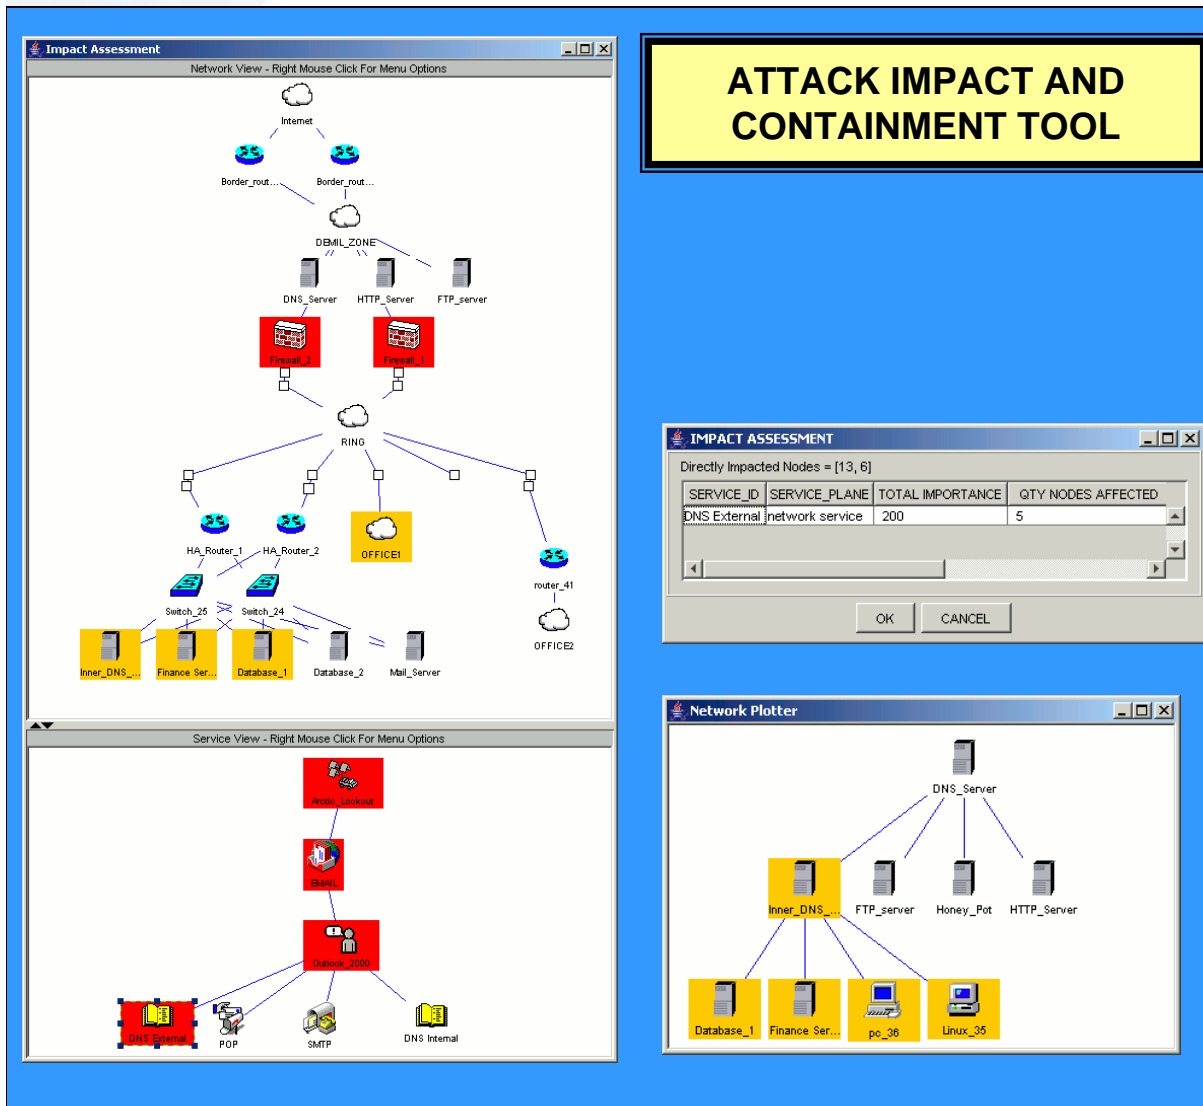 Impact Assessment
Network View - Right Mouse Click For Menu Options
Internet
Border_rout... Border_rout...
DEMIL_ZONE
DNS_Server HTTP_Server FTP_server
Firewall_2 Firewall_1
RING
HA_Router_1 HA_Router_2 OFFICE1
router_41
Switch_25 Switch_24
OFFICE2
Inner_DNS_... Finance Ser... Database_1 Database_2 Mail_Server
Service View - Right Mouse Click For Menu Options
Arctic_Lookout
EMAIL
Outlook_2000
DNS External POP SMTP DNS Internal
ATTACK IMPACT AND
CONTAINMENT TOOL
IMPACT ASSESSMENT
Directly Impacted Nodes = [13, 6]
SERVICE_ID SERVICE_PLANE TOTAL IMPORTANCE QTY NODES AFFECTED
DNS External network service 200 5
OK CANCEL
Network Plotter
DNS_Server
Inner_DNS_... FTP_server Honey_Pot HTTP_Server
Database_1 Finance Ser... pc_36 Linux_35